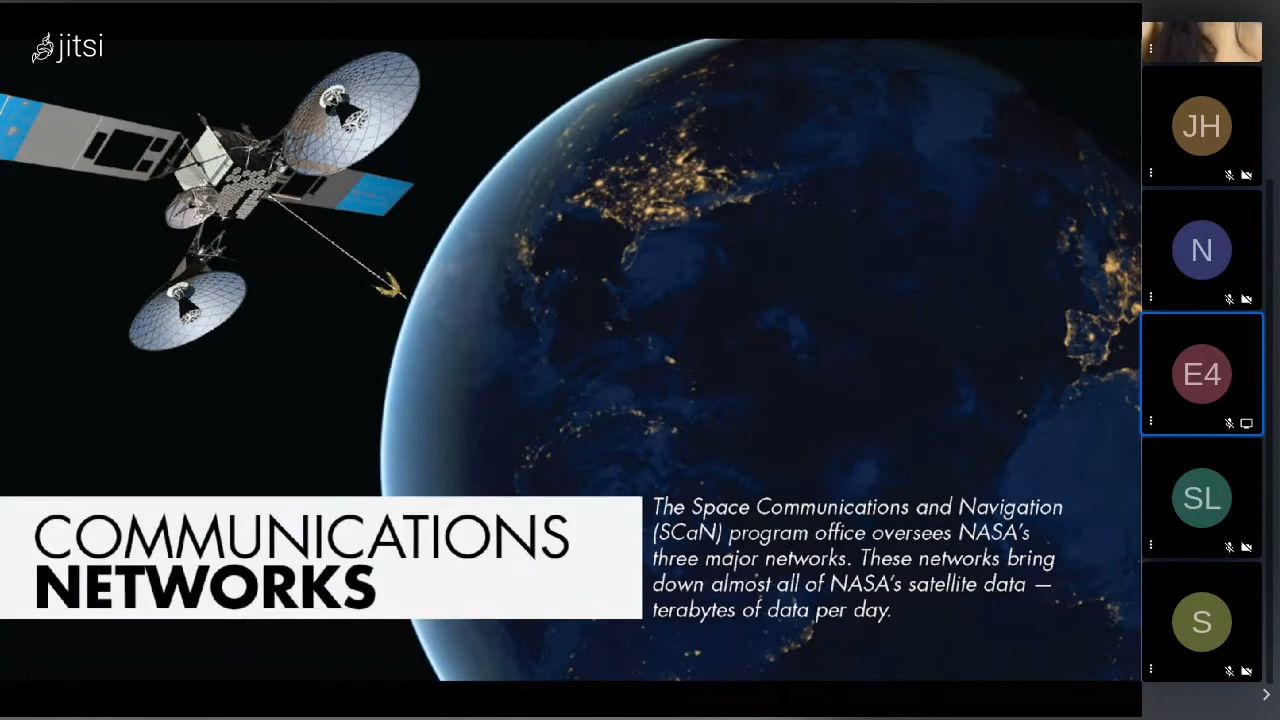 jitsi
COMMUNICATIONS
NETWORKS
The Space Communications and Navigation
(SCaN) program office oversees NASA's
three major networks. These networks bring
down almost all of NASA's satellite data —
terabytes of data per day.
JH
N
E4
SL
S